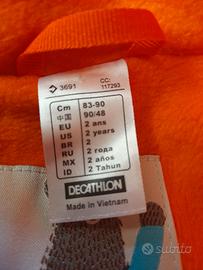 3691
CC:
117293
Cm 83-90
中国 90/48
EU 2 ans
US 2 years
BR 2
RU 2 года
MX 2 años
ID 2 Tahun
DECATHLON
Made in Vietnam
subito